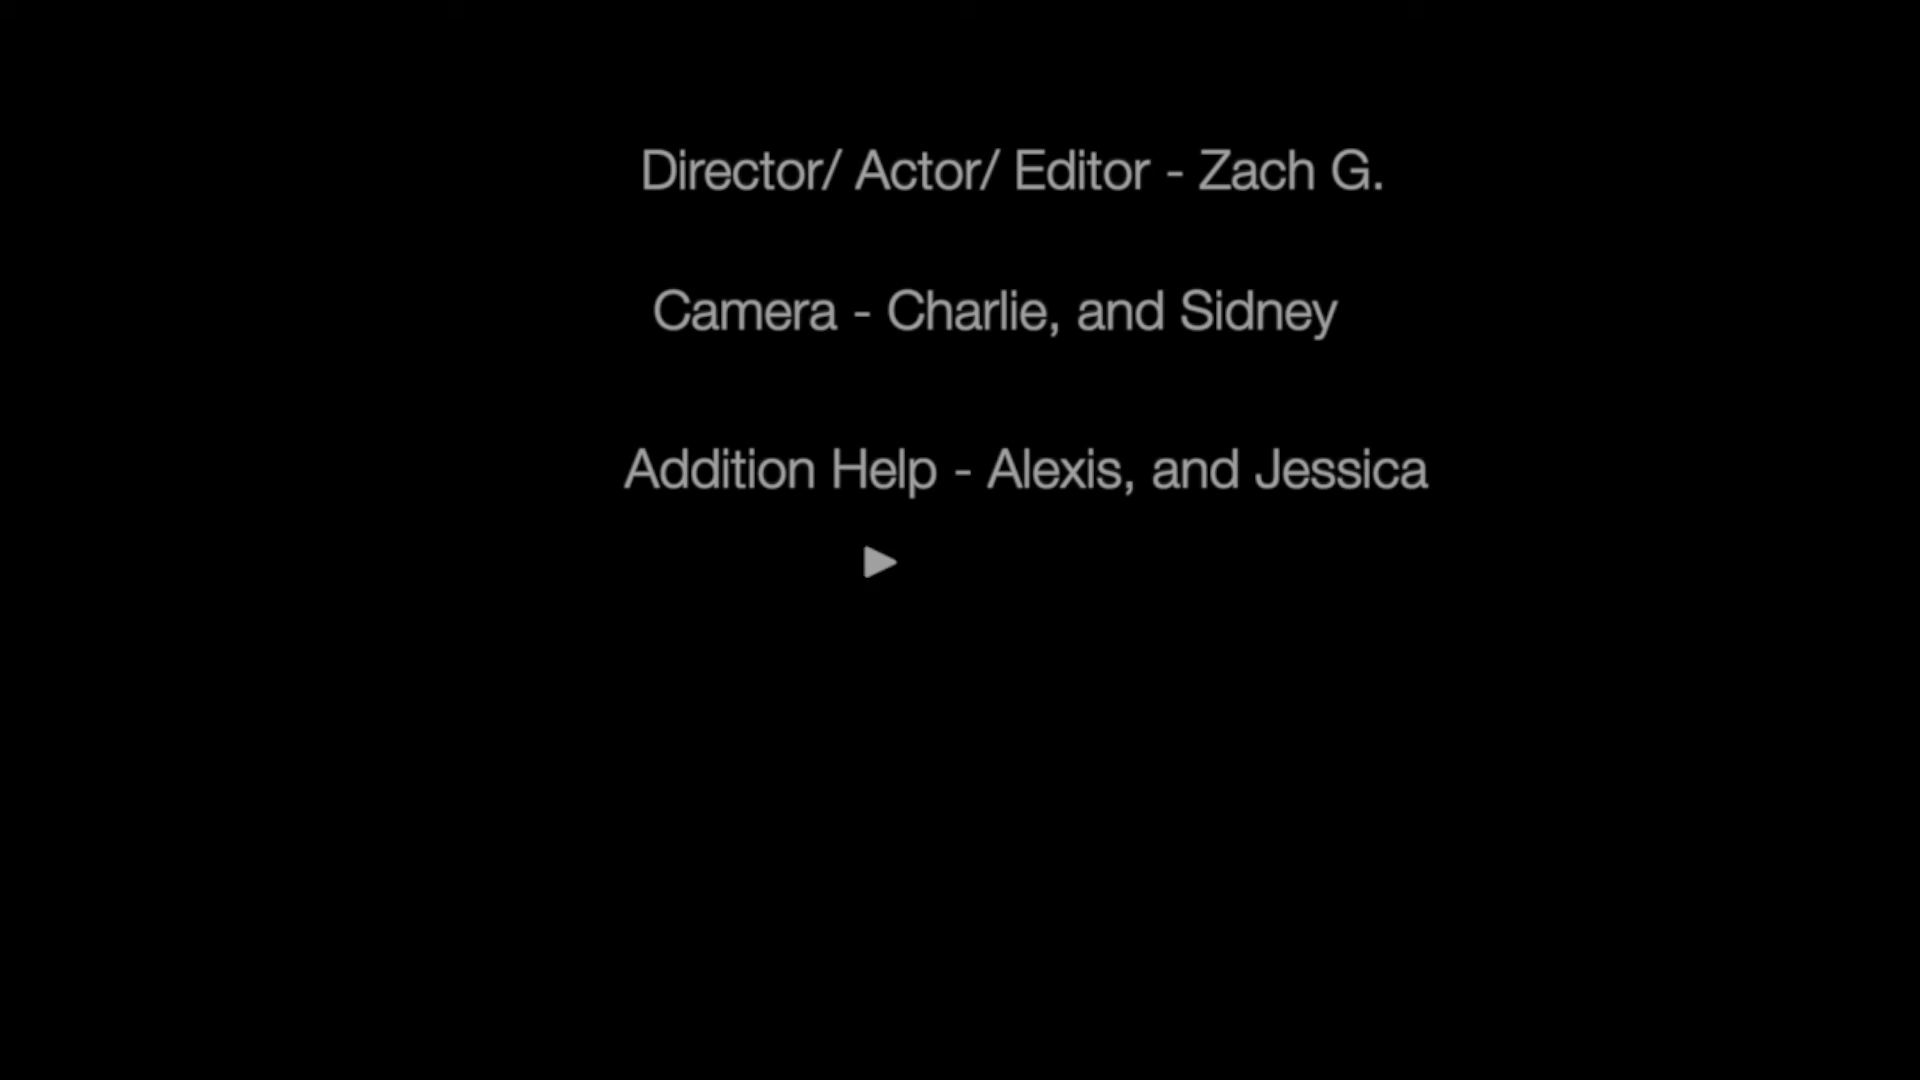 Director/ Actor/ Editor - Zach G.
Camera - Charlie, and Sidney
Addition Help - Alexis, and Jessica